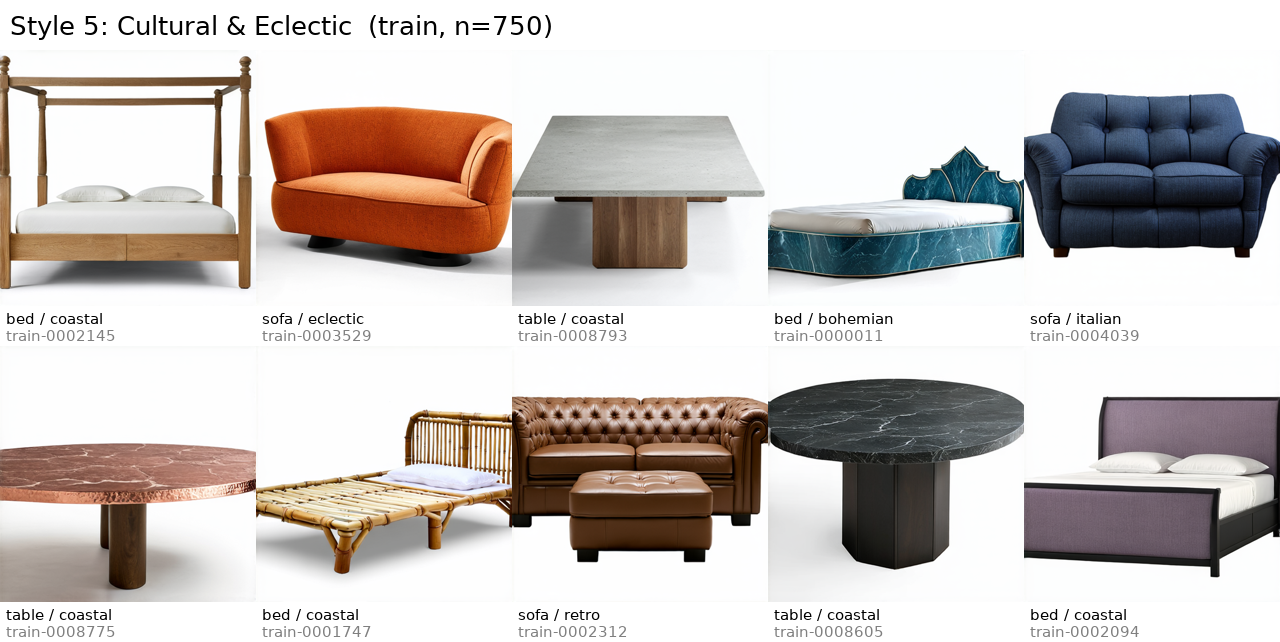 Style 5: Cultural & Eclectic  (train, n=750)
bed / coastal
train-0002145
sofa / eclectic
train-0003529
table / coastal
train-0008793
bed / bohemian
train-0000011
sofa / italian
train-0004039
table / coastal
train-0008775
bed / coastal
train-0001747
sofa / retro
train-0002312
table / coastal
train-0008605
bed / coastal
train-0002094